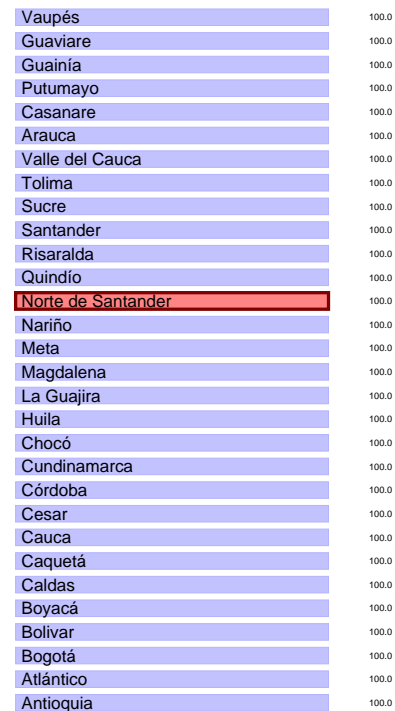 Vaupés 100.0
Guaviare 100.0
Guainía 100.0
Putumayo 100.0
Casanare 100.0
Arauca 100.0
Valle del Cauca 100.0
Tolima 100.0
Sucre 100.0
Santander 100.0
Risaralda 100.0
Quindío 100.0
Norte de Santander 100.0
Nariño 100.0
Meta 100.0
Magdalena 100.0
La Guajira 100.0
Huila 100.0
Chocó 100.0
Cundinamarca 100.0
Córdoba 100.0
Cesar 100.0
Cauca 100.0
Caquetá 100.0
Caldas 100.0
Boyacá 100.0
Bolivar 100.0
Bogotá 100.0
Atlántico 100.0
Antioquia 100.0